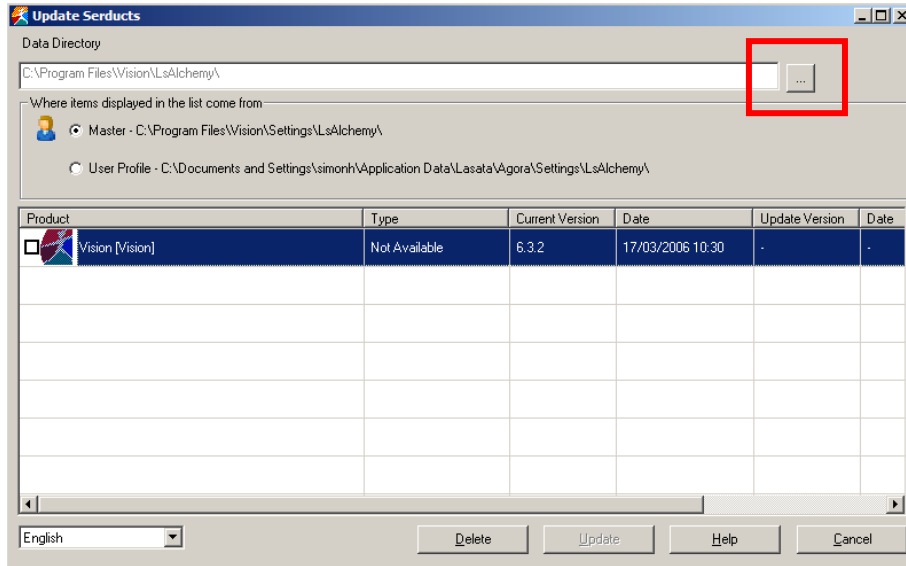 Update Serducts
Data Directory
C:\Program Files\Vision\LsAlchemy\
...
Where items displayed in the list come from
Master - C:\Program Files\Vision\Settings\LsAlchemy\
User Profile - C:\Documents and Settings\simonh\Application Data\Lasata\Agora\Settings\LsAlchemy\
Product Type Current Version Date Update Version Date
Vision [Vision] Not Available 6.3.2 17/03/2006 10:30 - -
English Delete Update Help Cancel